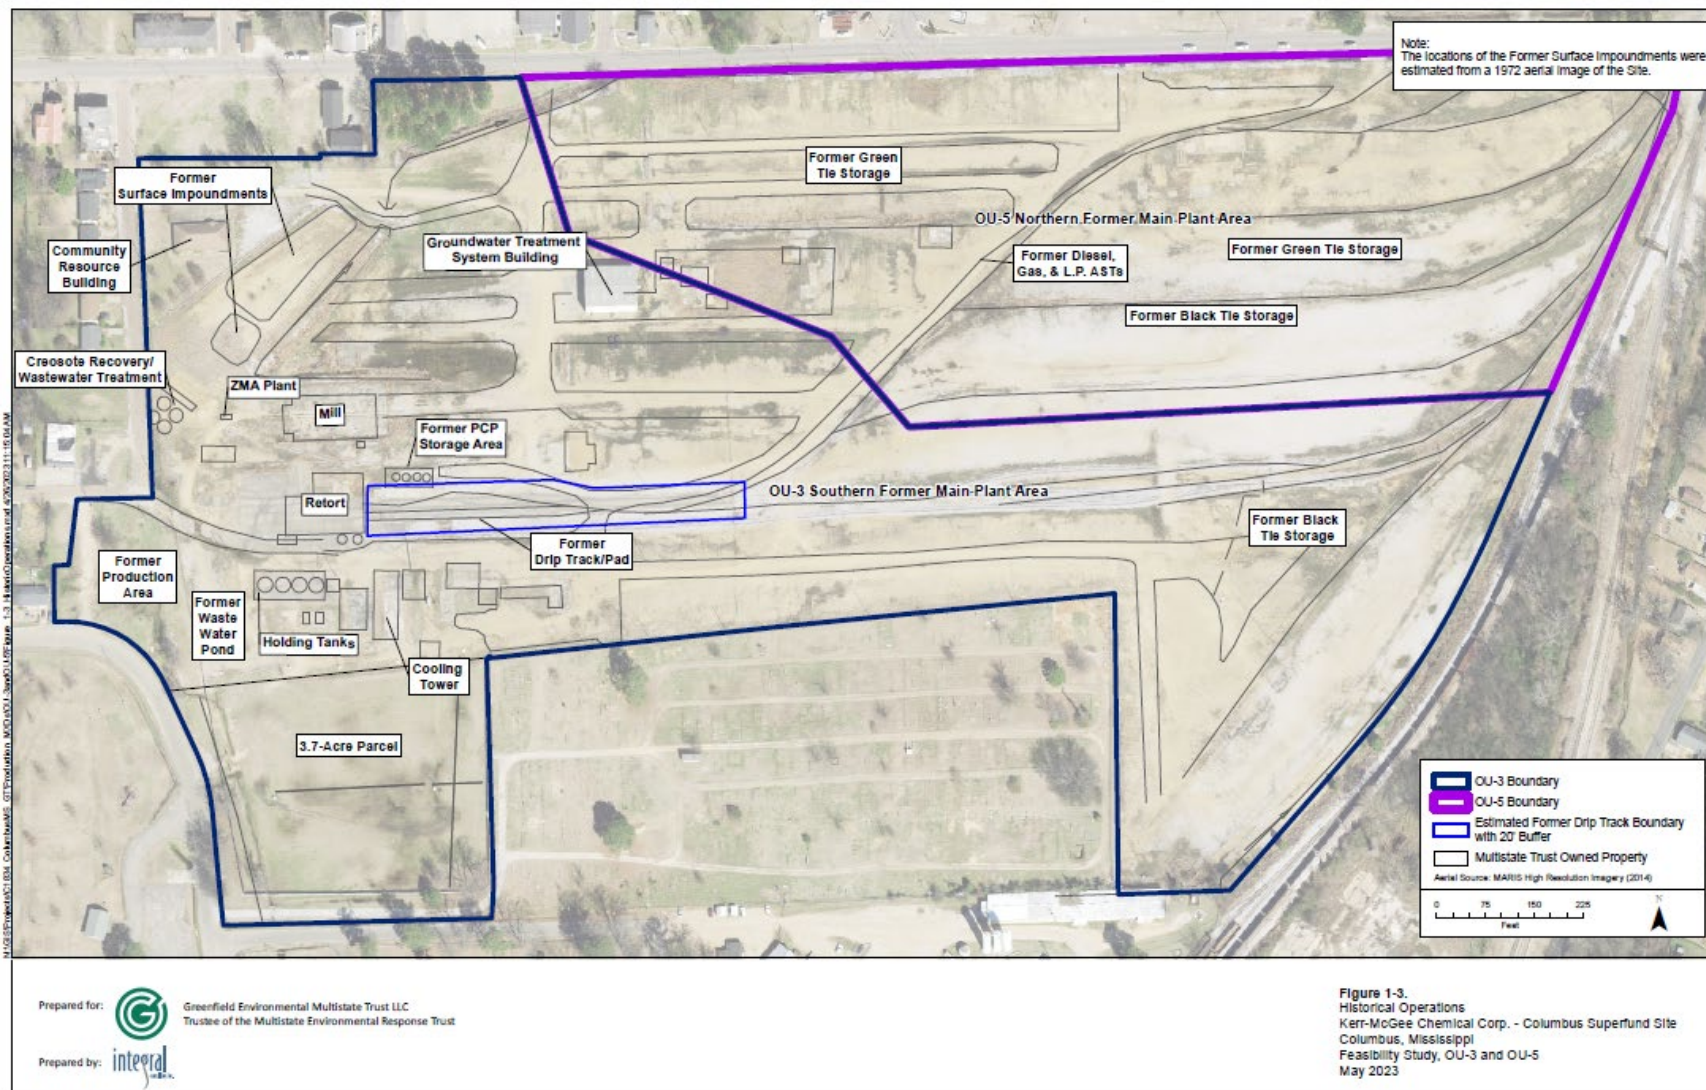 Note:
The locations of the Former Surface Impoundments were
estimated from a 1972 aerial image of the Site.
Former
Surface Impoundments
Former Green
Tie Storage
OU-5 Northern Former Main Plant Area
Community
Resource
Building
Groundwater Treatment
System Building
Former Diesel,
Gas, & L.P. ASTs
Former Green Tie Storage
Former Black Tie Storage
Creosote Recovery/
Wastewater Treatment
ZMA Plant
Mill
Former PCP
Storage Area
Retort
OU-3 Southern Former Main Plant Area
Former Black
Tie Storage
Former
Drip Track/Pad
Former
Production
Area
Former
Waste
Water
Pond
Holding Tanks
Cooling
Tower
3.7-Acre Parcel
OU-3 Boundary
OU-5 Boundary
Estimated Former Drip Track Boundary
with 20' Buffer
Multistate Trust Owned Property
Aerial Source: MARIS High Resolution Imagery (2014)
0 75 150 225
Feet
N
Prepared for:
Greenfield Environmental Multistate Trust LLC
Trustee of the Multistate Environmental Response Trust
Prepared by:
integral
Figure 1-3.
Historical Operations
Kerr-McGee Chemical Corp. - Columbus Superfund Site
Columbus, Mississippi
Feasibility Study, OU-3 and OU-5
May 2023